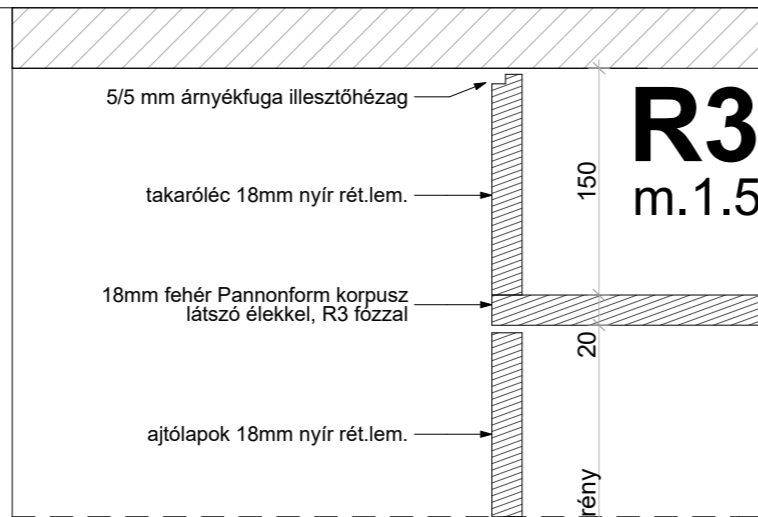 5/5 mm árnyékfuga illesztőhézag
R3
m.1.5
150
takaróléc 18mm nyír rét.lem.
18mm fehér Pannonform korpusz
látszó élekkel, R3 fózzal
20
ajtólapok 18mm nyír rét.lem.
rény